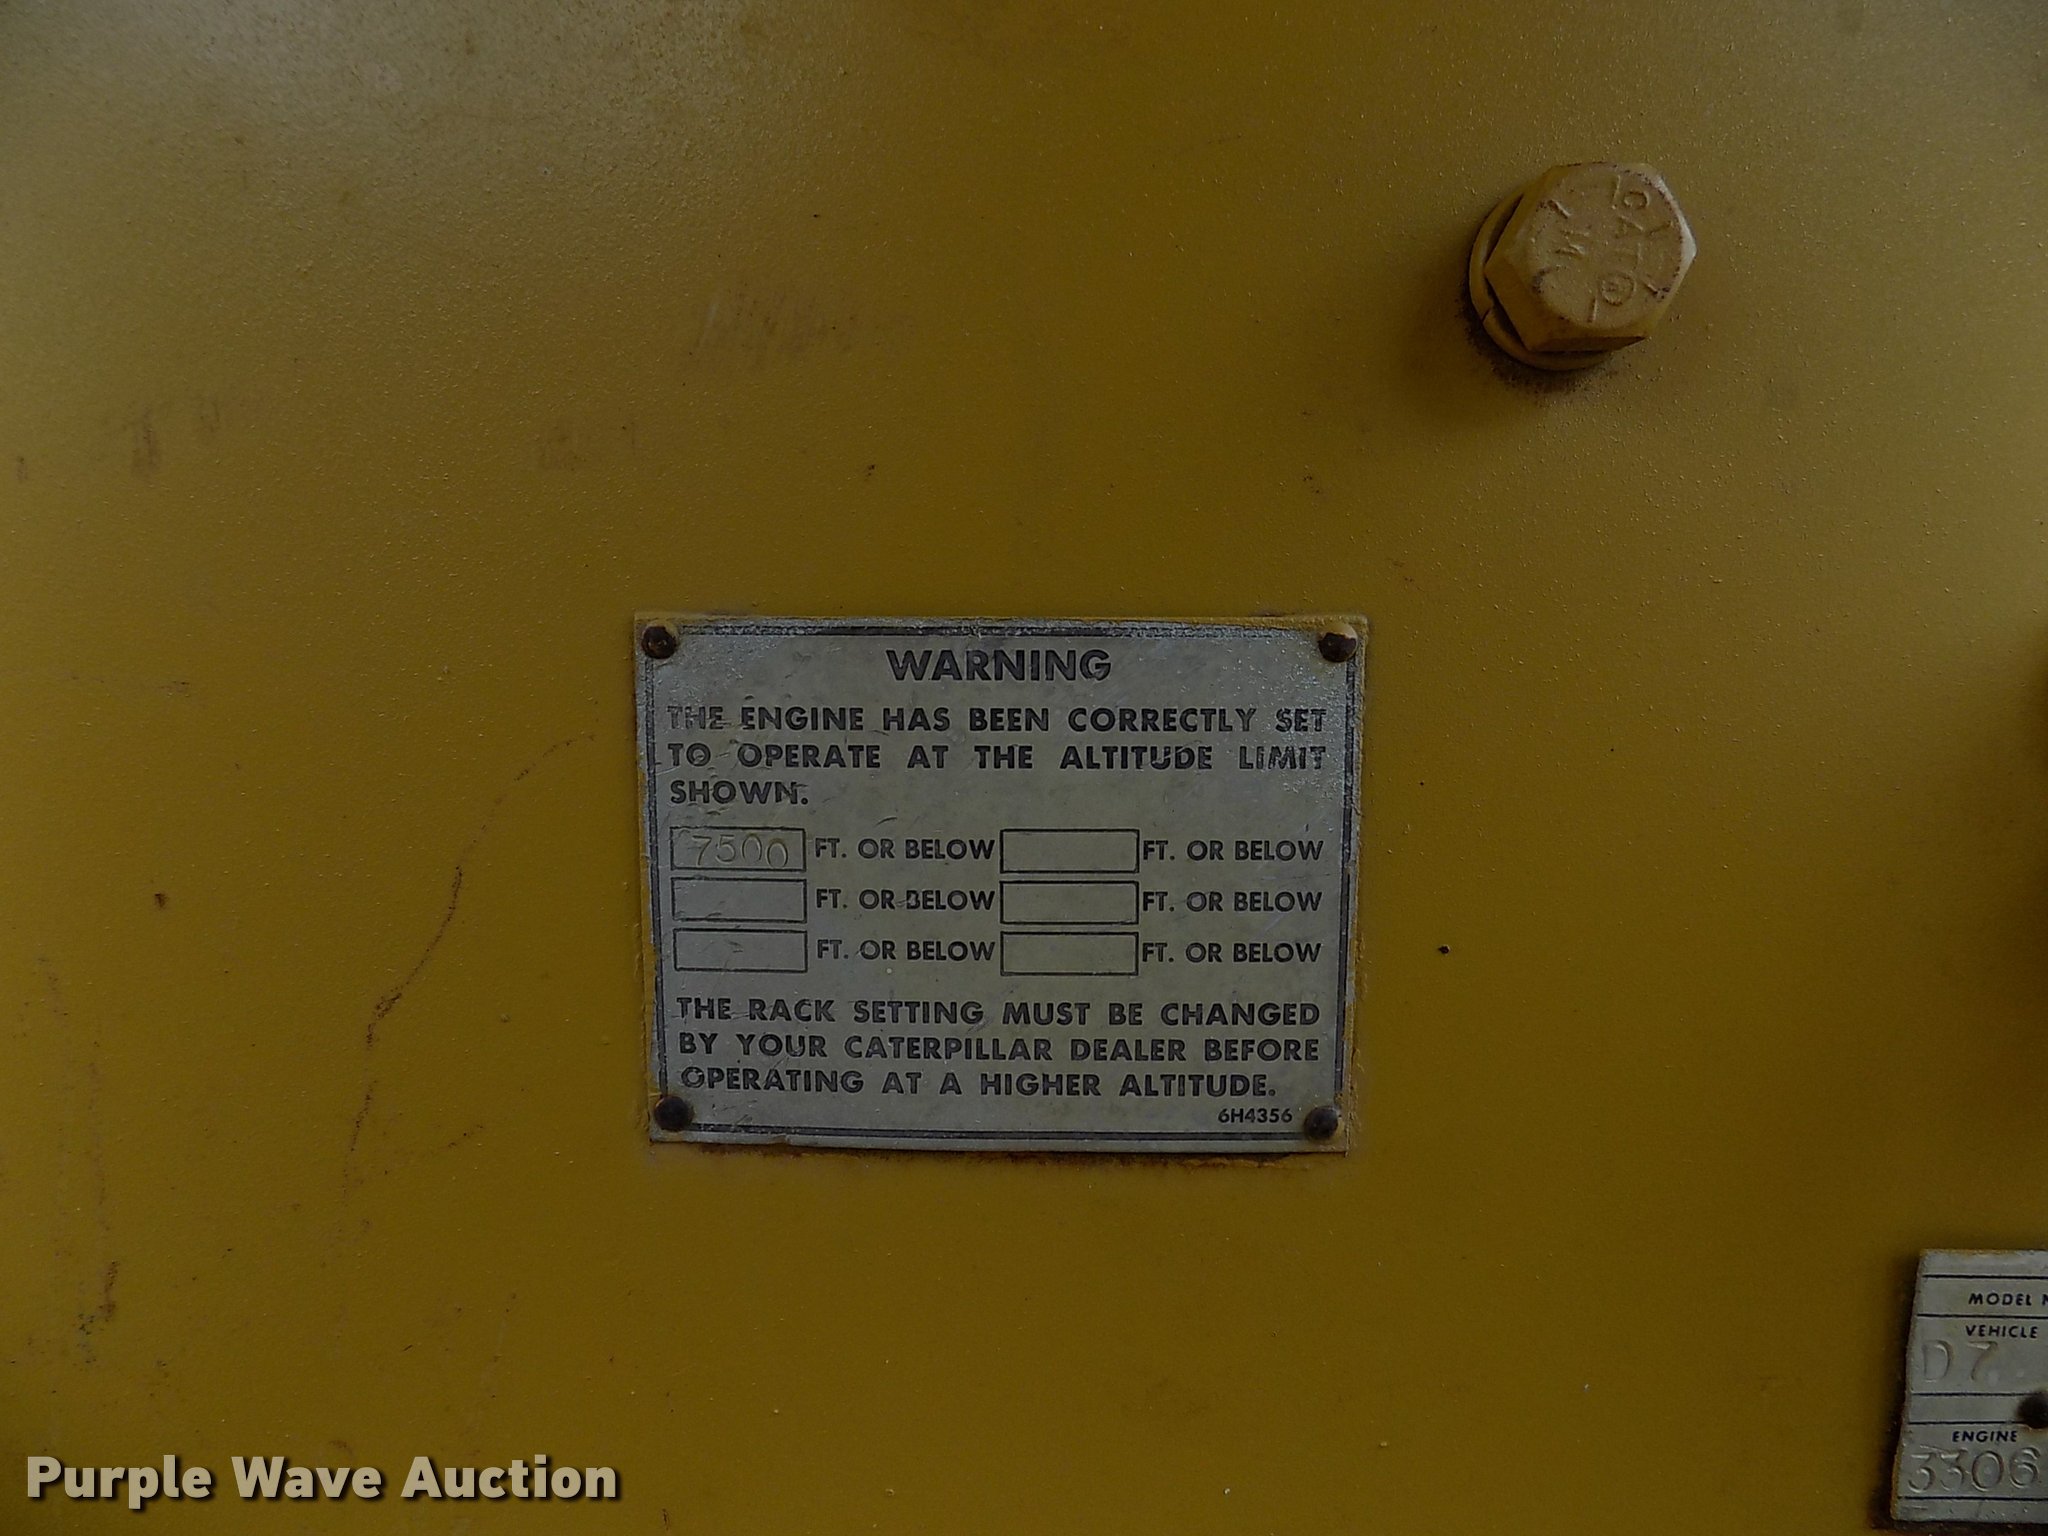 CAT ®
WARNING
THE ENGINE HAS BEEN CORRECTLY SET
TO OPERATE AT THE ALTITUDE LIMIT
SHOWN.
7500 FT. OR BELOW FT. OR BELOW
FT. OR BELOW FT. OR BELOW
FT. OR BELOW FT. OR BELOW
THE RACK SETTING MUST BE CHANGED
BY YOUR CATERPILLAR DEALER BEFORE
OPERATING AT A HIGHER ALTITUDE.
6H4356
MODEL
VEHICLE
D7
ENGINE
3306
Purple Wave Auction